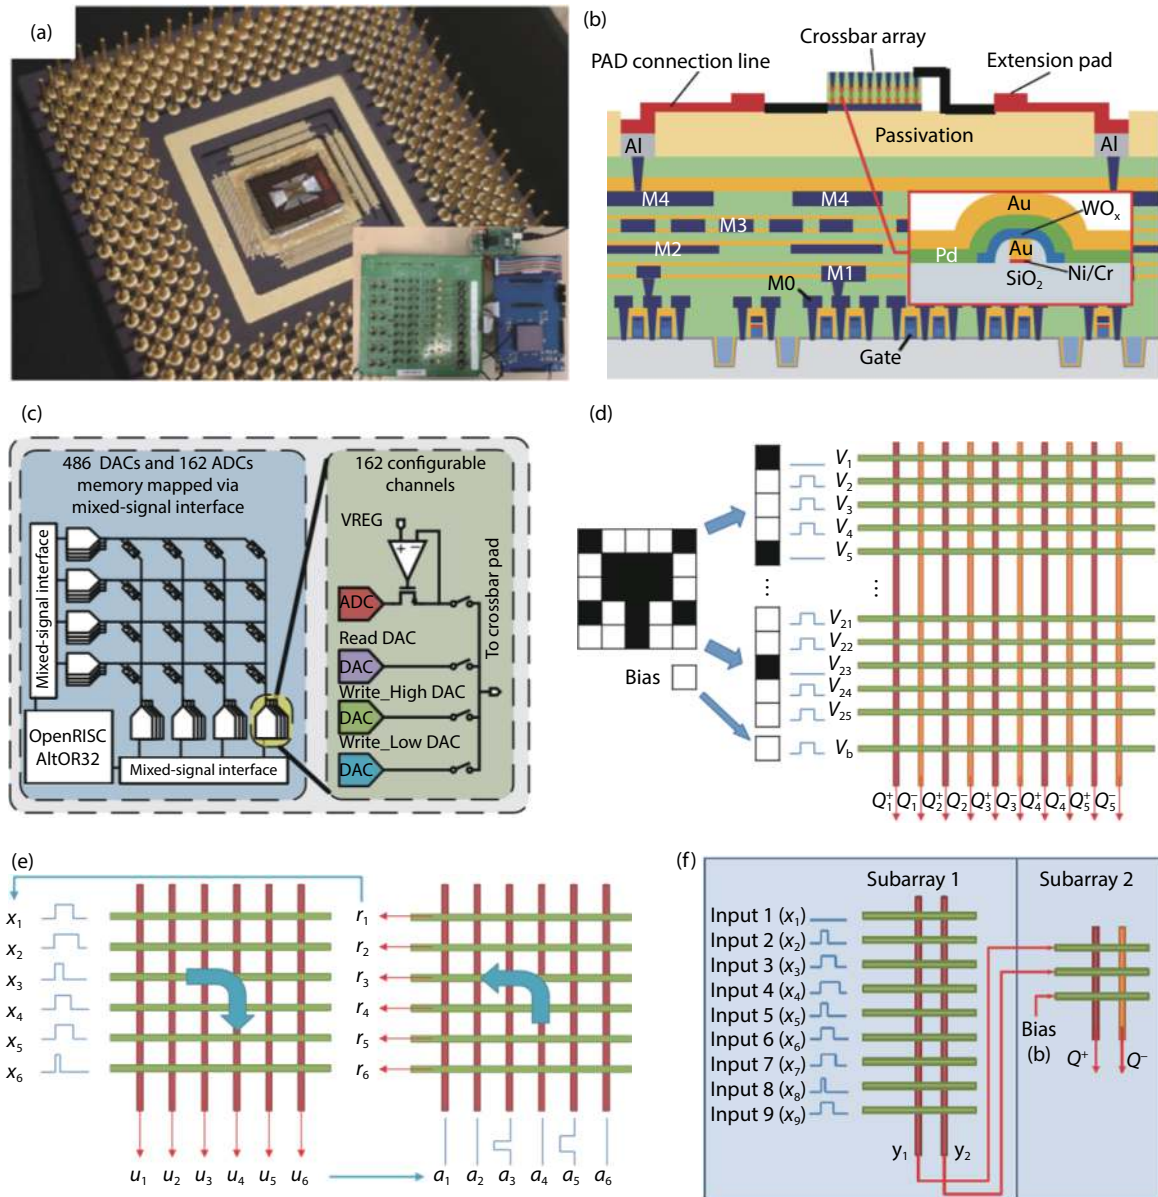 (a)
(b)
Crossbar array
PAD connection line
Extension pad
Passivation
Al
Al
M4
M4
M3
M2
M1
M0
Gate
Au
WOₓ
Pd
Au
Ni/Cr
SiO₂
(c)
486 DACs and 162 ADCs
memory mapped via
mixed-signal interface
Mixed-signal interface
OpenRISC
AltOR32
Mixed-signal interface
162 configurable
channels
VREG
+ −
ADC
Read DAC
DAC
Write_High DAC
DAC
Write_Low DAC
DAC
To crossbar pad
(d)
Bias
...
V₁
V₂
V₃
V₄
V₅
...
V₂₁
V₂₂
V₂₃
V₂₄
V₂₅
V_b
Q₁⁺ Q₁⁻ Q₂⁺ Q₂⁻ Q₃⁺ Q₃⁻ Q₄⁺ Q₄⁻ Q₅⁺ Q₅⁻
(e)
x₁
x₂
x₃
x₄
x₅
x₆
u₁ u₂ u₃ u₄ u₅ u₆
r₁
r₂
r₃
r₄
r₅
r₆
a₁ a₂ a₃ a₄ a₅ a₆
(f)
Subarray 1
Subarray 2
Input 1 (x₁)
Input 2 (x₂)
Input 3 (x₃)
Input 4 (x₄)
Input 5 (x₅)
Input 6 (x₆)
Input 7 (x₇)
Input 8 (x₈)
Input 9 (x₉)
y₁ y₂
Bias
(b)
Q⁺ Q⁻